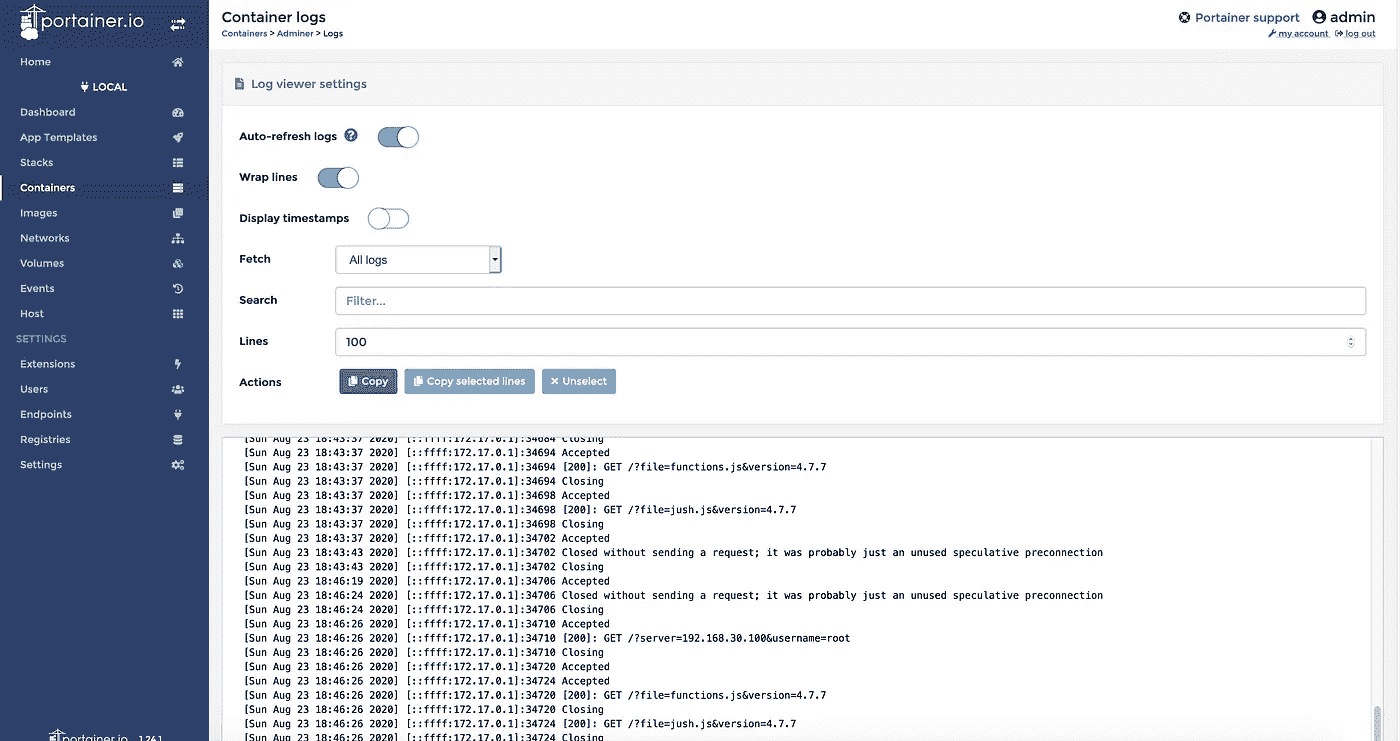 portainer.io
Home
LOCAL
Dashboard
App Templates
Stacks
Containers
Images
Networks
Volumes
Events
Host
SETTINGS
Extensions
Users
Endpoints
Registries
Settings
portainer.io 1.24.1
Container logs
Containers > Adminer > Logs
Portainer support admin
my account log out
Log viewer settings
Auto-refresh logs
Wrap lines
Display timestamps
Fetch All logs
Search Filter...
Lines 100
Actions Copy Copy selected lines Unselect
[Sun Aug 23 18:43:37 2020] [::ffff:172.17.0.1]:34684 Closing
[Sun Aug 23 18:43:37 2020] [::ffff:172.17.0.1]:34694 Accepted
[Sun Aug 23 18:43:37 2020] [::ffff:172.17.0.1]:34694 [200]: GET /?file=functions.js&version=4.7.7
[Sun Aug 23 18:43:37 2020] [::ffff:172.17.0.1]:34694 Closing
[Sun Aug 23 18:43:37 2020] [::ffff:172.17.0.1]:34698 Accepted
[Sun Aug 23 18:43:37 2020] [::ffff:172.17.0.1]:34698 [200]: GET /?file=jush.js&version=4.7.7
[Sun Aug 23 18:43:37 2020] [::ffff:172.17.0.1]:34698 Closing
[Sun Aug 23 18:43:37 2020] [::ffff:172.17.0.1]:34702 Accepted
[Sun Aug 23 18:43:43 2020] [::ffff:172.17.0.1]:34702 Closed without sending a request; it was probably just an unused speculative preconnection
[Sun Aug 23 18:43:43 2020] [::ffff:172.17.0.1]:34702 Closing
[Sun Aug 23 18:46:19 2020] [::ffff:172.17.0.1]:34706 Accepted
[Sun Aug 23 18:46:24 2020] [::ffff:172.17.0.1]:34706 Closed without sending a request; it was probably just an unused speculative preconnection
[Sun Aug 23 18:46:24 2020] [::ffff:172.17.0.1]:34706 Closing
[Sun Aug 23 18:46:26 2020] [::ffff:172.17.0.1]:34710 Accepted
[Sun Aug 23 18:46:26 2020] [::ffff:172.17.0.1]:34710 [200]: GET /?server=192.168.30.100&username=root
[Sun Aug 23 18:46:26 2020] [::ffff:172.17.0.1]:34710 Closing
[Sun Aug 23 18:46:26 2020] [::ffff:172.17.0.1]:34720 Accepted
[Sun Aug 23 18:46:26 2020] [::ffff:172.17.0.1]:34724 Accepted
[Sun Aug 23 18:46:26 2020] [::ffff:172.17.0.1]:34720 [200]: GET /?file=functions.js&version=4.7.7
[Sun Aug 23 18:46:26 2020] [::ffff:172.17.0.1]:34720 Closing
[Sun Aug 23 18:46:26 2020] [::ffff:172.17.0.1]:34724 [200]: GET /?file=jush.js&version=4.7.7
[Sun Aug 23 18:46:26 2020] [::ffff:172.17.0.1]:34724 Closing